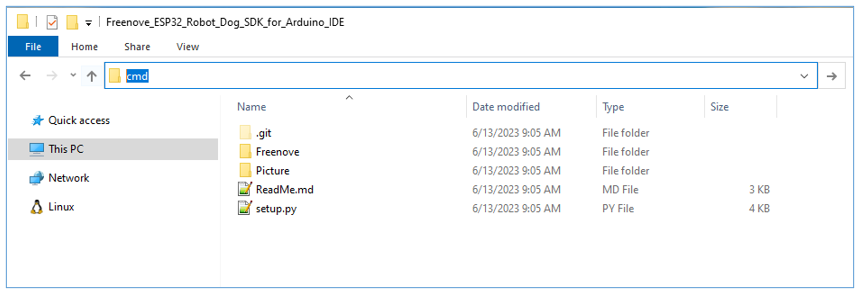 Freenove_ESP32_Robot_Dog_SDK_for_Arduino_IDE
File Home Share View
cmd
Name Date modified Type Size
Quick access
This PC
Network
Linux
.git 6/13/2023 9:05 AM File folder
Freenove 6/13/2023 9:05 AM File folder
Picture 6/13/2023 9:05 AM File folder
ReadMe.md 6/13/2023 9:05 AM MD File 3 KB
setup.py 6/13/2023 9:05 AM PY File 4 KB